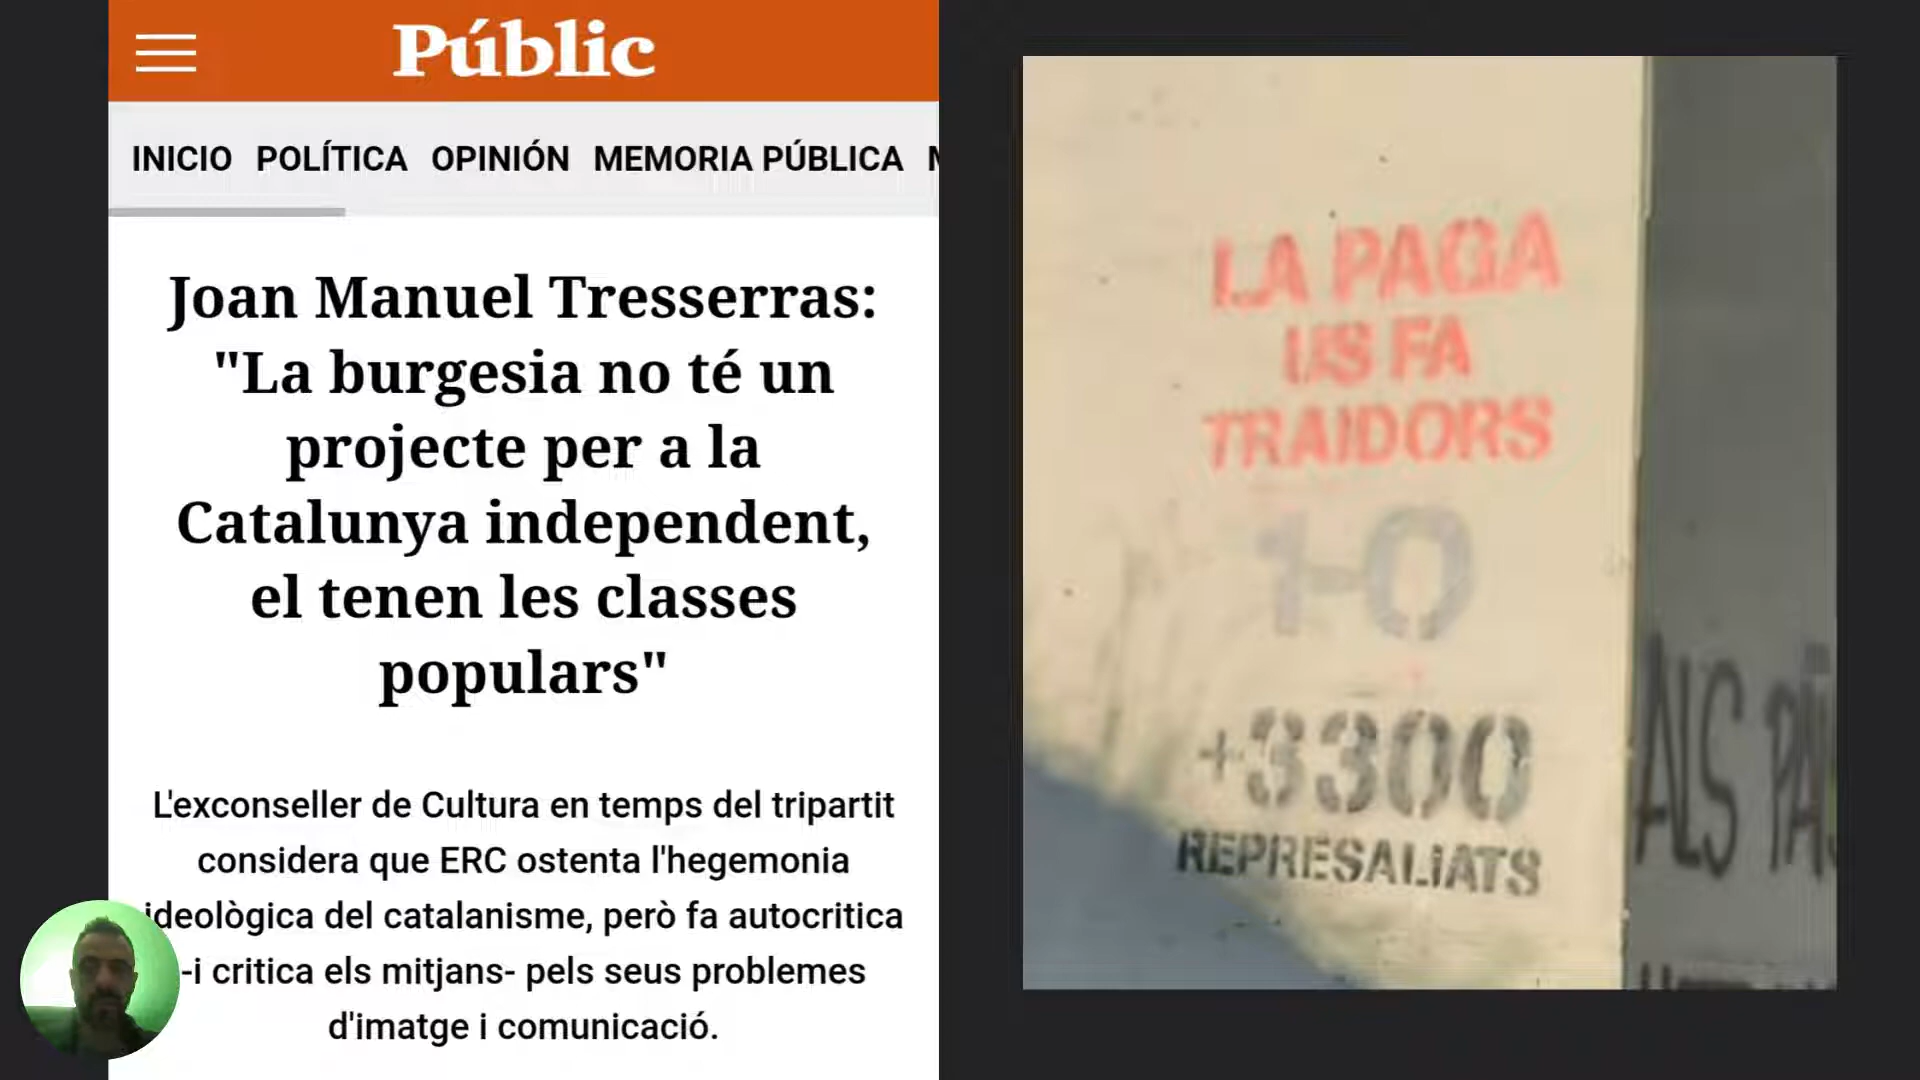 Públic
INICIO POLÍTICA OPINIÓN MEMORIA PÚBLICA
Joan Manuel Tresserras:
"La burgesia no té un
projecte per a la
Catalunya independent,
el tenen les classes
populars"
L'exconseller de Cultura en temps del tripartit
considera que ERC ostenta l'hegemonia
ideològica del catalanisme, però fa autocritica
-i critica els mitjans- pels seus problemes
d'imatge i comunicació.
LA PAGA
US FA
TRAIDORS
1-O
+3300
REPRESALiATS
ALS